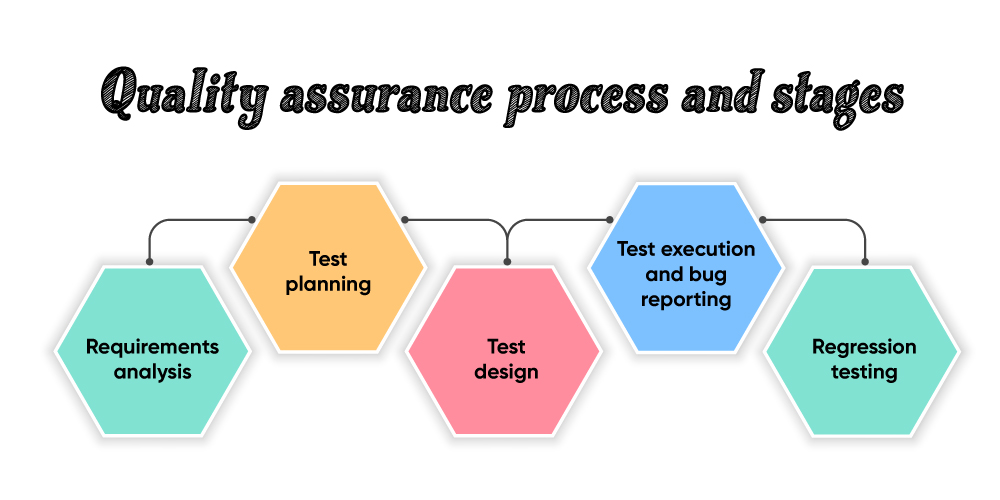 Quality assurance process and stages
Requirements
analysis
Test
planning
Test
design
Test execution
and bug
reporting
Regression
testing